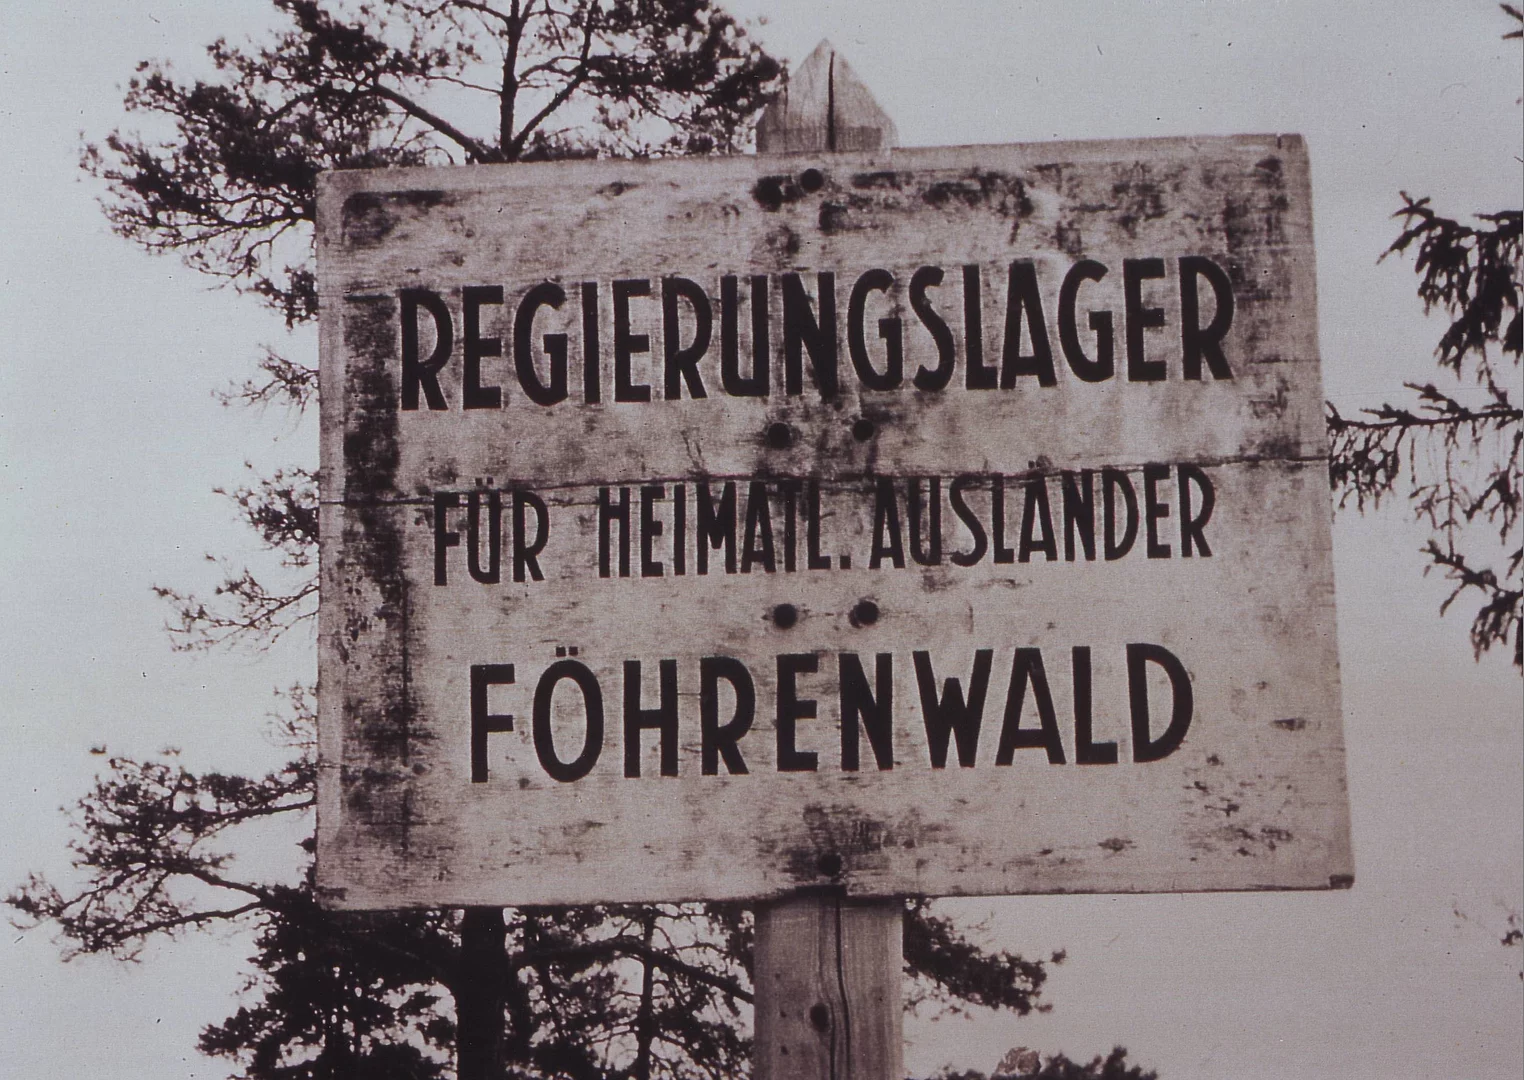 REGIERUNGSLAGER
FÜR HEIMATL. AUSLÄNDER
FÖHRENWALD